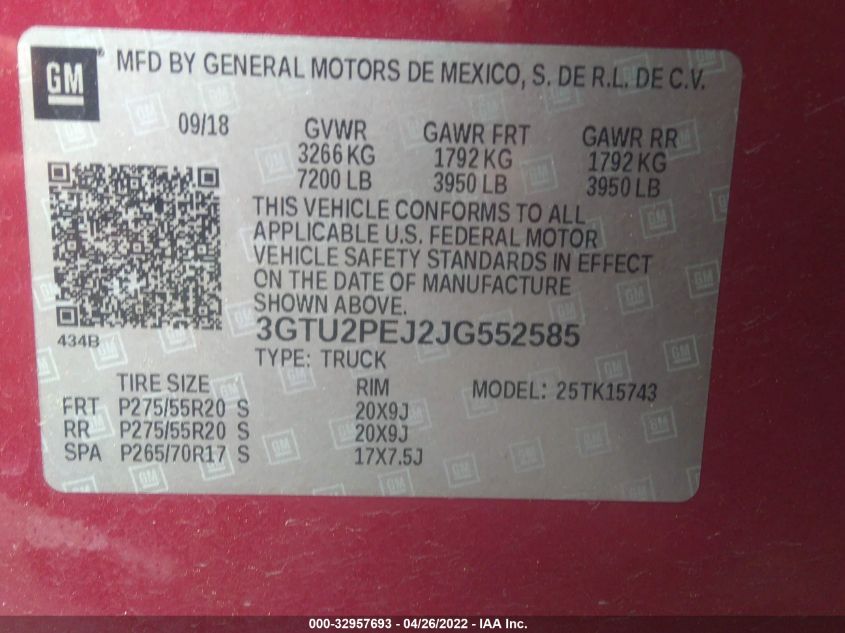 GM
MFD BY GENERAL MOTORS DE MEXICO, S. DE R.L. DE C.V.
09/18 GVWR GAWR FRT GAWR RR
3266 KG 1792 KG 1792 KG
7200 LB 3950 LB 3950 LB
THIS VEHICLE CONFORMS TO ALL
APPLICABLE U.S. FEDERAL MOTOR
VEHICLE SAFETY STANDARDS IN EFFECT
ON THE DATE OF MANUFACTURE
SHOWN ABOVE.
434B 3GTU2PEJ2JG552585
TYPE: TRUCK
TIRE SIZE RIM MODEL: 25TK15743
FRT P275/55R20 S 20X9J
RR P275/55R20 S 20X9J
SPA P265/70R17 S 17X7.5J
000-32957693 - 04/26/2022 - IAA Inc.